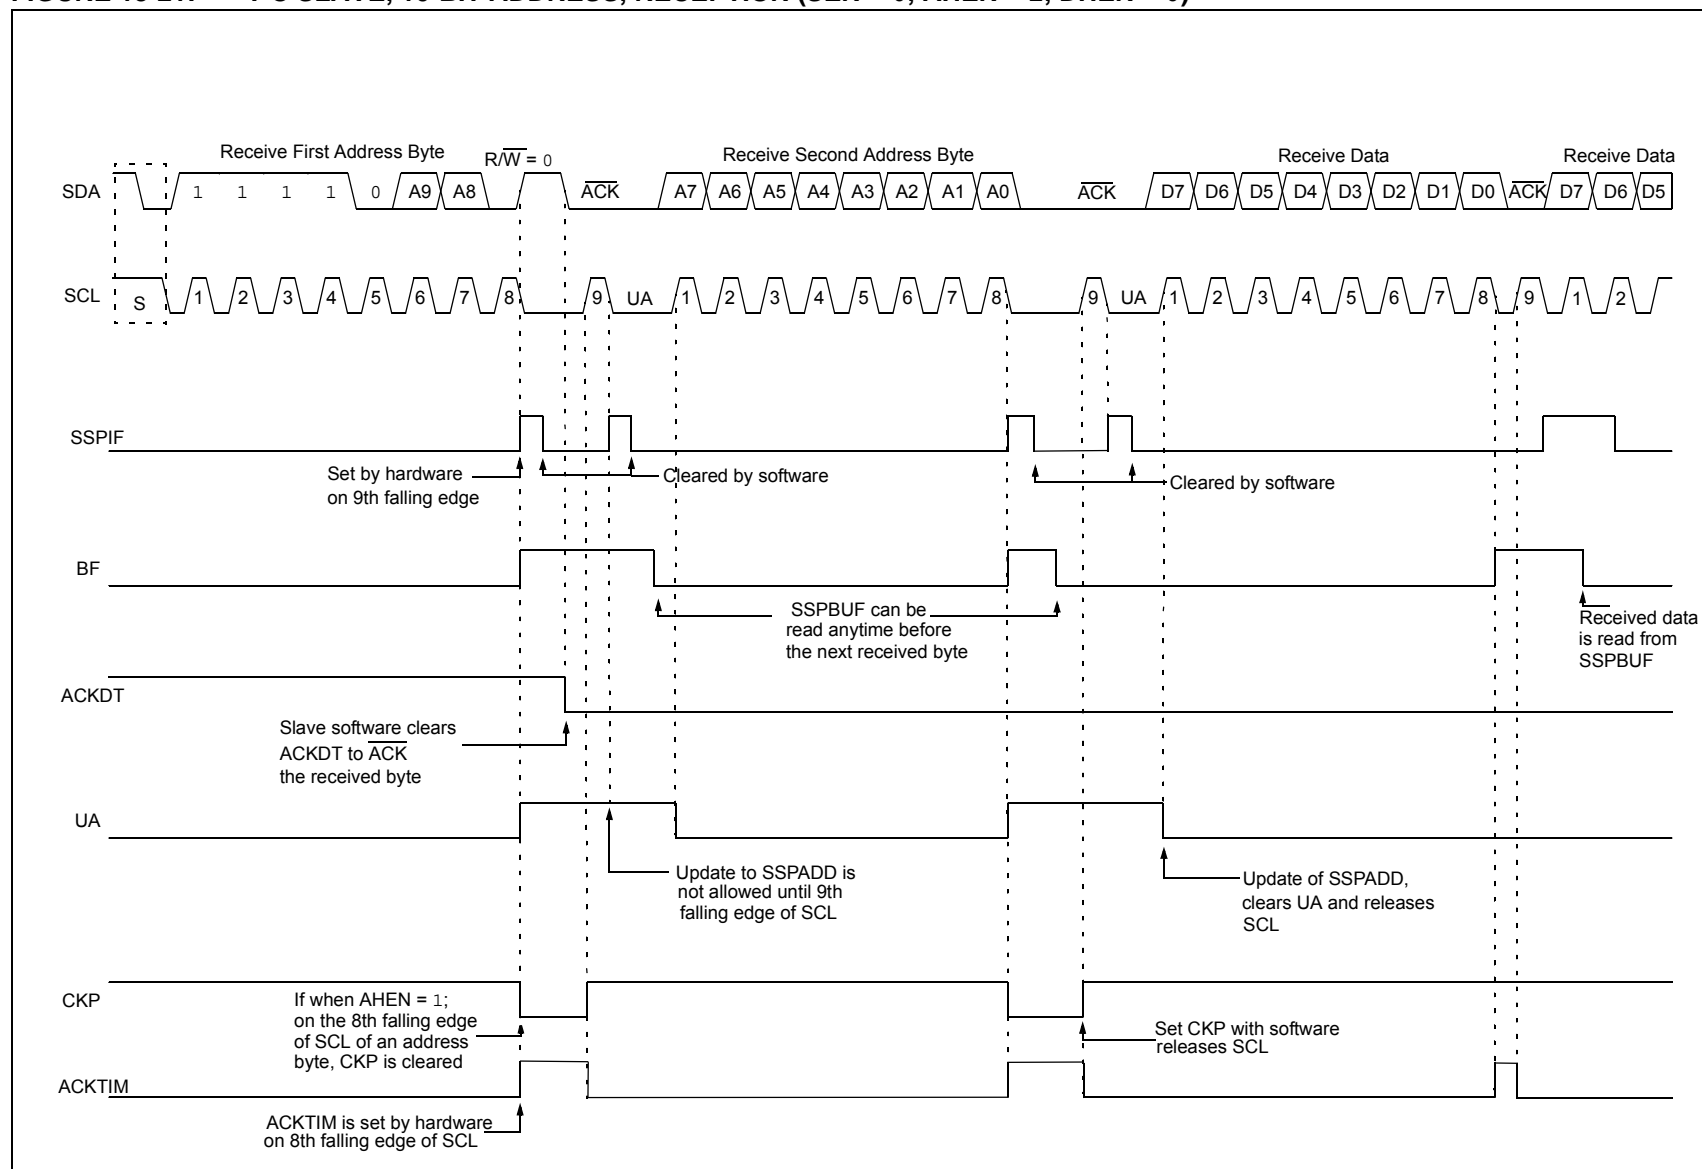 Receive First Address Byte
R/W = 0
Receive Second Address Byte
Receive Data
Receive Data
SDA
1 1 1 1 0 A9 A8
ACK
A7 A6 A5 A4 A3 A2 A1 A0
ACK
D7 D6 D5 D4 D3 D2 D1 D0
ACK
D7 D6 D5
SCL
S
1 2 3 4 5 6 7 8 9 UA
1 2 3 4 5 6 7 8 9 UA
1 2 3 4 5 6 7 8 9
1 2
SSPIF
Set by hardware
on 9th falling edge
Cleared by software
Cleared by software
BF
SSPBUF can be
read anytime before
the next received byte
Received data
is read from
SSPBUF
ACKDT
Slave software clears
ACKDT to ACK
the received byte
UA
Update to SSPADD is
not allowed until 9th
falling edge of SCL
Update of SSPADD,
clears UA and releases
SCL
CKP
If when AHEN = 1;
on the 8th falling edge
of SCL of an address
byte, CKP is cleared
Set CKP with software
releases SCL
ACKTIM
ACKTIM is set by hardware
on 8th falling edge of SCL